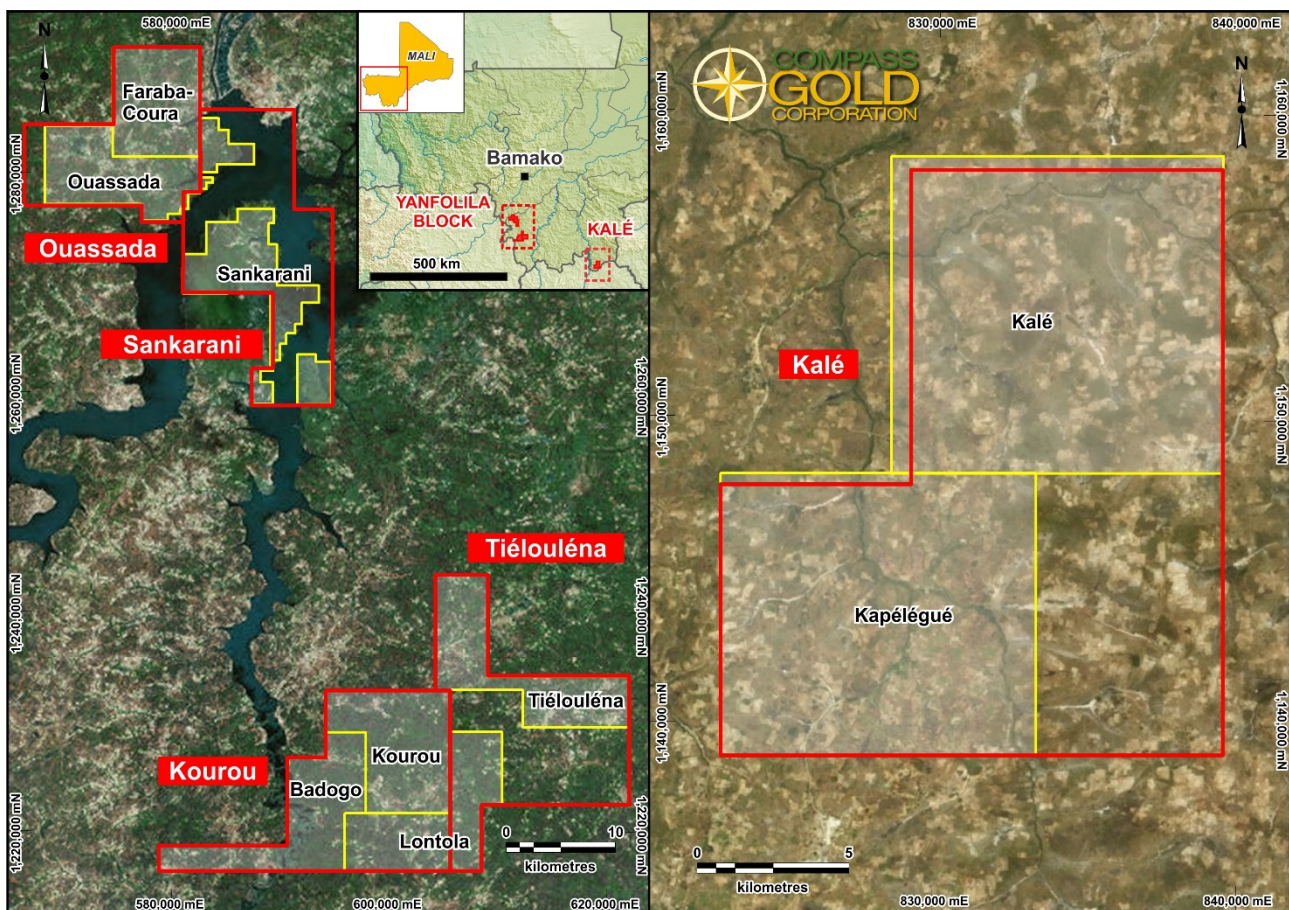 580,000 mE
N
Faraba-
Coura
Ouassada
1,280,000 mN
Ouassada
Sankarani
Sankarani
1,260,000 mN
1,260,000 mN
MALI
Bamako
YANFOLILA
BLOCK
KALÉ
500 km
Tiélouléna
1,240,000 mN
1,240,000 mN
Tiélouléna
Kourou
Kourou
Badogo
Lontola
1,220,000 mN
1,220,000 mN
0 10
kilometres
580,000 mE
600,000 mE
620,000 mE
COMPASS
GOLD
CORPORATION
830,000 mE
840,000 mE
N
1,160,000 mN
1,160,000 mN
Kalé
Kalé
1,150,000 mN
1,150,000 mN
Kapélégué
1,140,000 mN
1,140,000 mN
0 5
kilometres
830,000 mE
840,000 mE